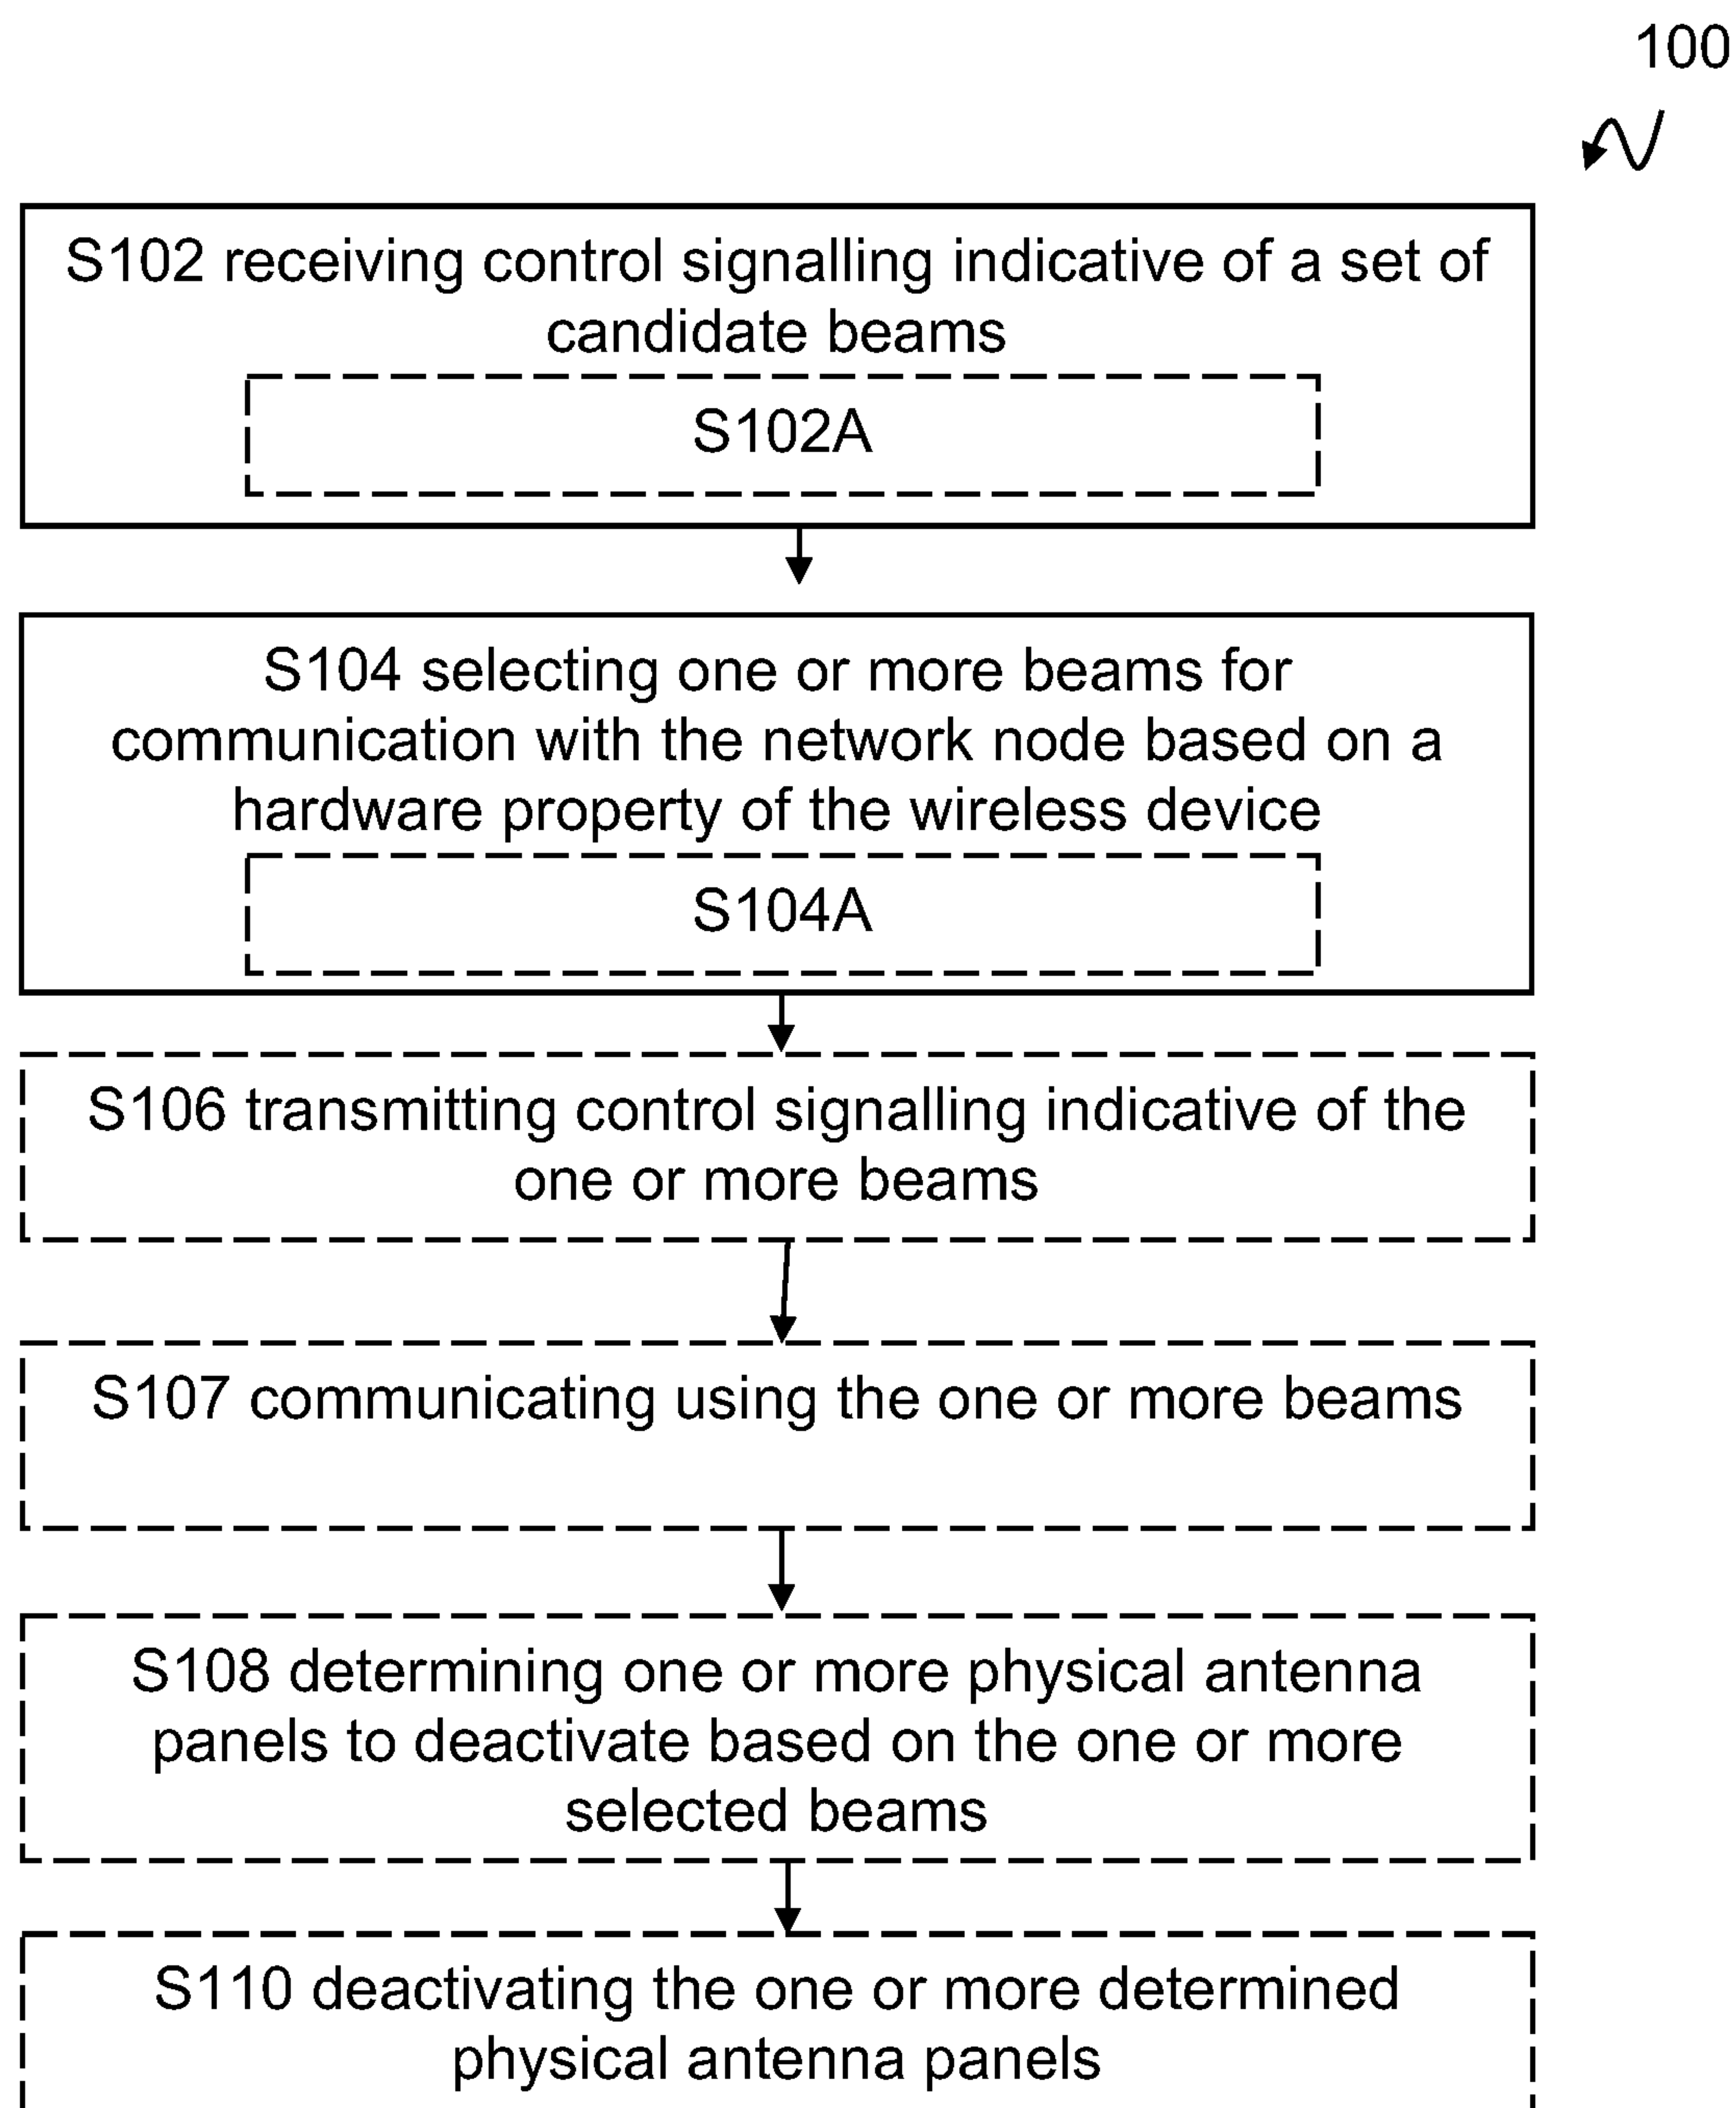 100
S102 receiving control signalling indicative of a set of
candidate beams
S102A
S104 selecting one or more beams for
communication with the network node based on a
hardware property of the wireless device
S104A
S106 transmitting control signalling indicative of the
one or more beams
S107 communicating using the one or more beams
S108 determining one or more physical antenna
panels to deactivate based on the one or more
selected beams
S110 deactivating the one or more determined
physical antenna panels